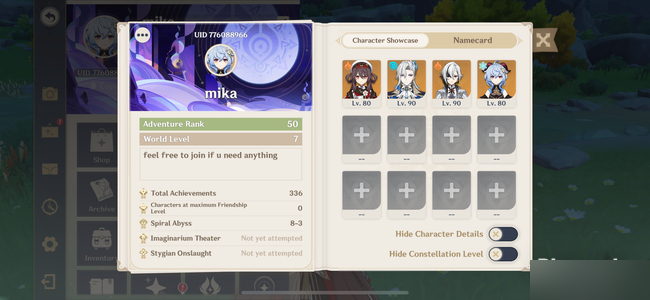 mika
UID 776088966
mika
Adventure Rank 50
World Level 7
feel free to join if u need anything
Total Achievements 336
Characters at maximum Friendship Level 0
Spiral Abyss 8-3
Imaginarium Theater Not yet attempted
Stygian Onslaught Not yet attempted
Character Showcase Namecard
Lv. 80 Lv. 90 Lv. 90 Lv. 80
-- -- -- --
-- -- -- --
Hide Character Details
Hide Constellation Level
Shop
Archive
Inventory